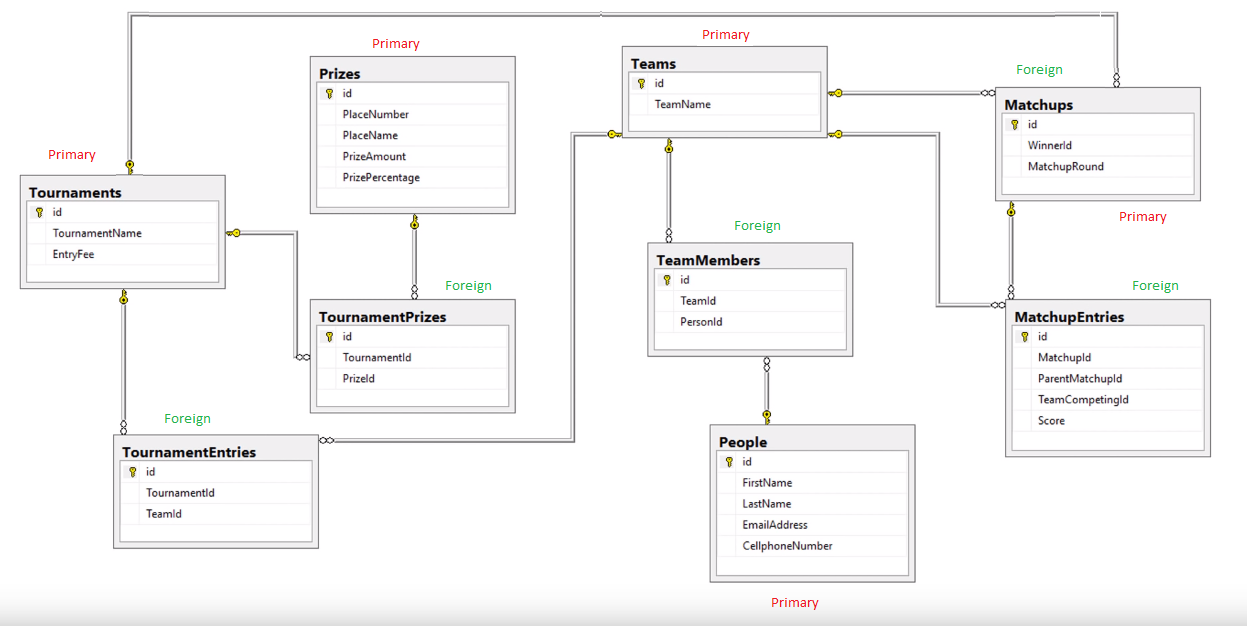 Primary
Tournaments
id
TournamentName
EntryFee
Primary
Prizes
id
PlaceNumber
PlaceName
PrizeAmount
PrizePercentage
Foreign
TournamentPrizes
id
TournamentId
PrizeId
Foreign
TournamentEntries
id
TournamentId
TeamId
Primary
Teams
id
TeamName
Foreign
TeamMembers
id
TeamId
PersonId
People
id
FirstName
LastName
EmailAddress
CellphoneNumber
Primary
Foreign
Matchups
id
WinnerId
MatchupRound
Primary
Foreign
MatchupEntries
id
MatchupId
ParentMatchupId
TeamCompetingId
Score